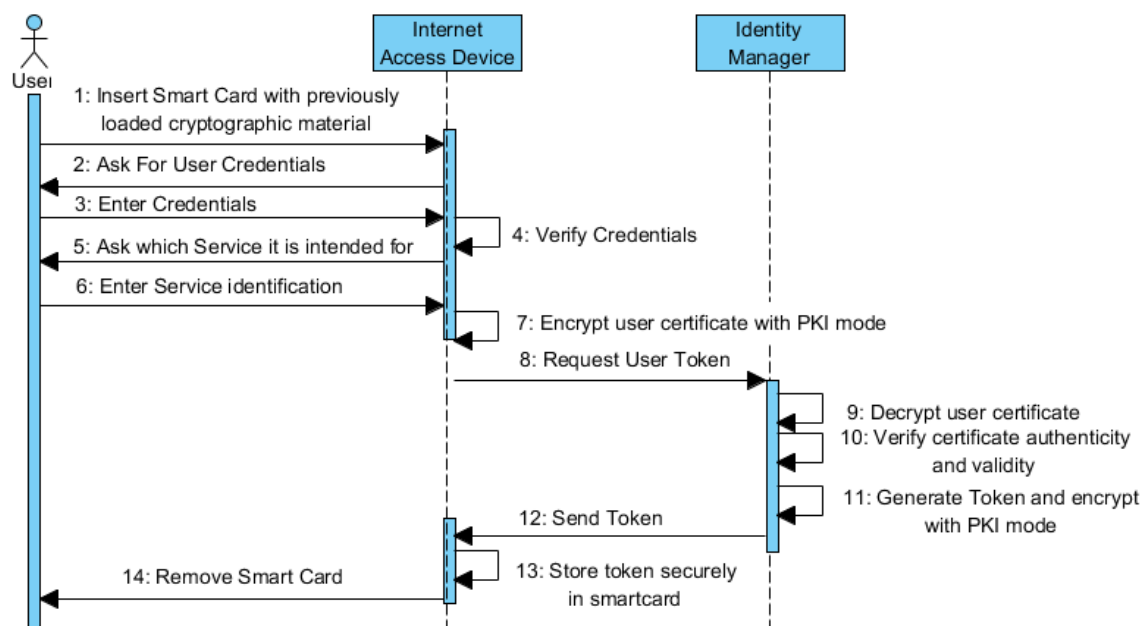 Internet
Access Device
Identity
Manager
User
1: Insert Smart Card with previously
loaded cryptographic material
2: Ask For User Credentials
3: Enter Credentials
4: Verify Credentials
5: Ask which Service it is intended for
6: Enter Service identification
7: Encrypt user certificate with PKI mode
8: Request User Token
9: Decrypt user certificate
10: Verify certificate authenticity
and validity
11: Generate Token and encrypt
with PKI mode
12: Send Token
13: Store token securely
in smartcard
14: Remove Smart Card